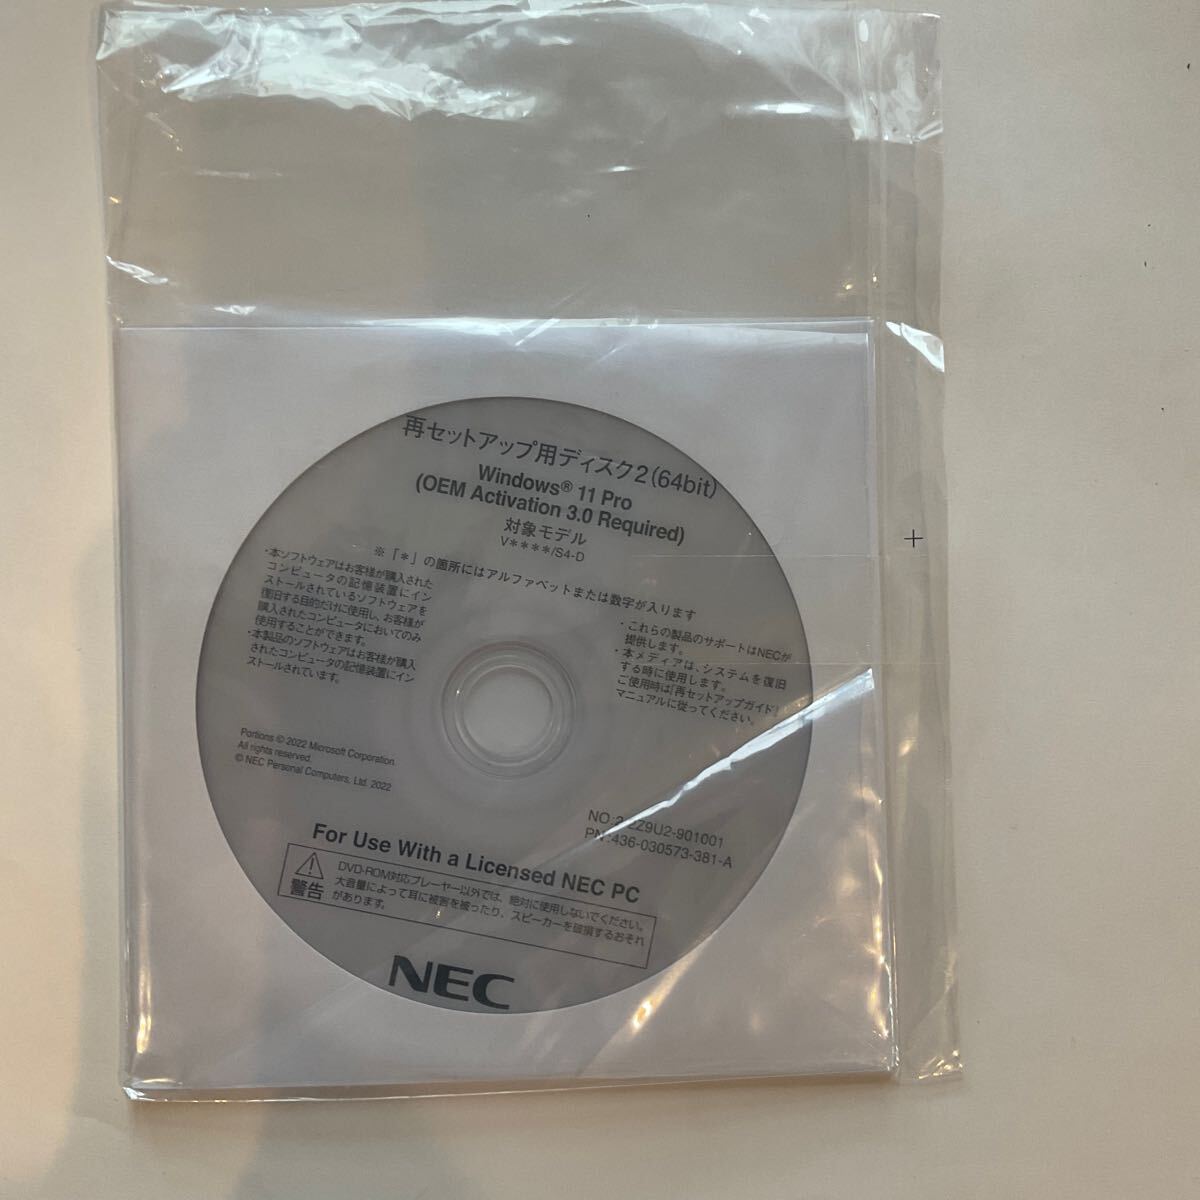 再セットアップ用ディスク2(64bit)
Windows® 11 Pro
(OEM Activation 3.0 Required)
対象モデル
V****/S4-D
※「*」の箇所にはアルファベットまたは数字が入ります
・本ソフトウェアはお客様が購入された
コンピュータの記憶装置にイン
ストールされているソフトウェアを
復旧する目的だけに使用し、お客様が
購入されたコンピュータにおいてのみ
使用することができます。
・本製品のソフトウェアはお客様が購入
されたコンピュータの記憶装置にイン
ストールされています。
・これらの製品のサポートはNECが
提供します。
・本メディアは、システムを復旧
する時に使用します。
ご使用時は『再セットアップガイド』
マニュアルに従ってください。
Portions © 2022 Microsoft Corporation.
All rights reserved.
© NEC Personal Computers, Ltd. 2022
NO:2-ZZ9U2-901001
PN:436-030573-381-A
For Use With a Licensed NEC PC
警告
DVD-ROM対応プレーヤー以外では、絶対に使用しないでください。
大音量によって耳に被害を被ったり、スピーカーを破損するおそれ
があります。
NEC